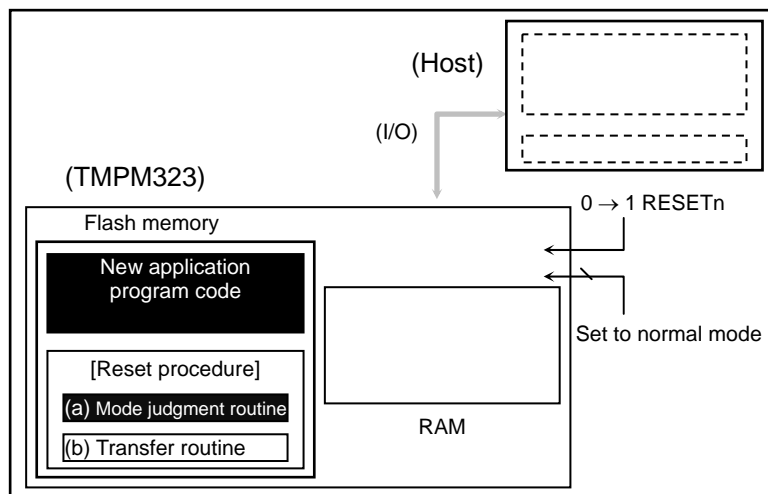 (Host)
(I/O)
(TMPM323)
0 → 1 RESETn
Flash memory
New application
program code
Set to normal mode
[Reset procedure]
(a) Mode judgment routine
(b) Transfer routine
RAM